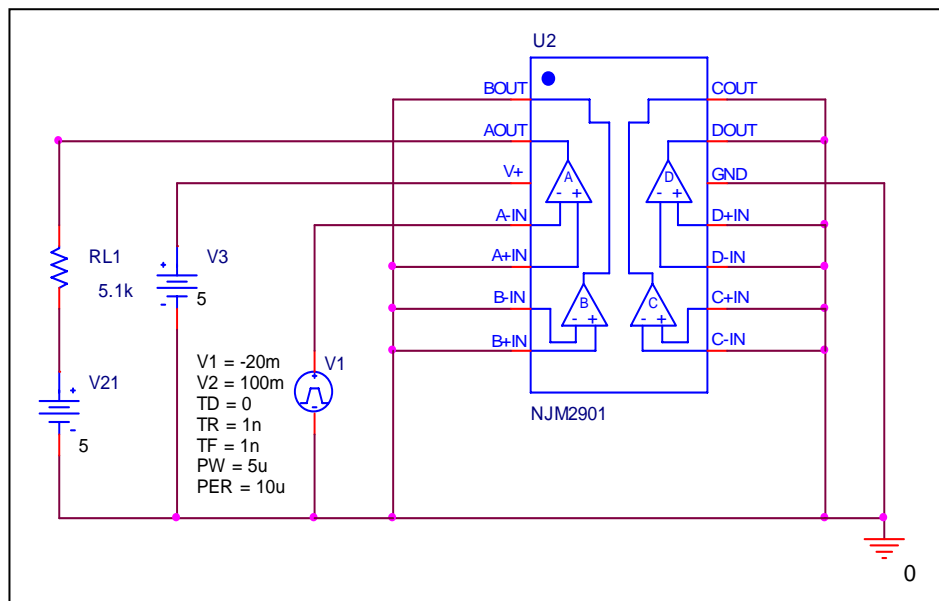 U2
BOUT
AOUT
V+
A-IN
A+IN
B-IN
B+IN
COUT
DOUT
GND
D+IN
D-IN
C+IN
C-IN
A
- +
D
- +
B
- +
C
- +
NJM2901
RL1
5.1k
+
V3
-
5
+
V21
-
5
V1 = -20m
V2 = 100m
TD = 0
TR = 1n
TF = 1n
PW = 5u
PER = 10u
V1
+
-
0